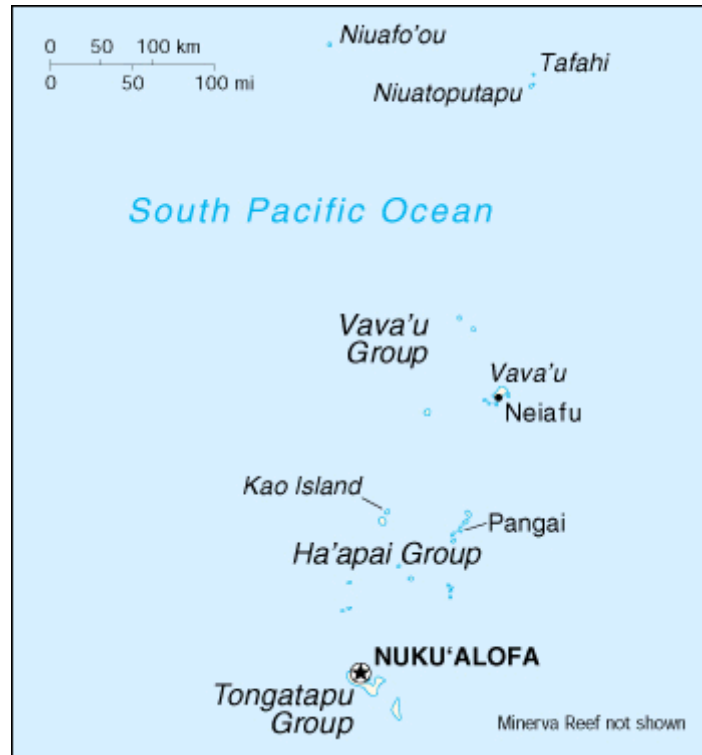 0 50 100 km
0 50 100 mi
Niuafo'ou
Tafahi
Niuatoputapu
South Pacific Ocean
Vava'u
Group
Vava'u
Neiafu
Kao Island
Pangai
Ha'apai Group
NUKU‘ALOFA
Tongatapu
Group
Minerva Reef not shown